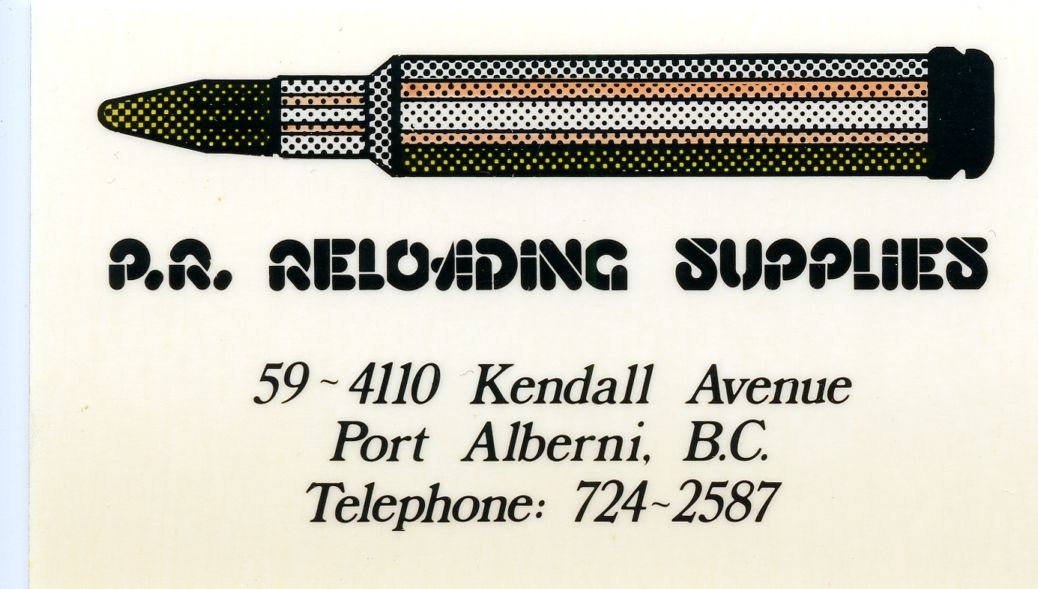 P.R. RELOADING SUPPLIES
59~4110 Kendall Avenue
Port Alberni, B.C.
Telephone: 724~2587